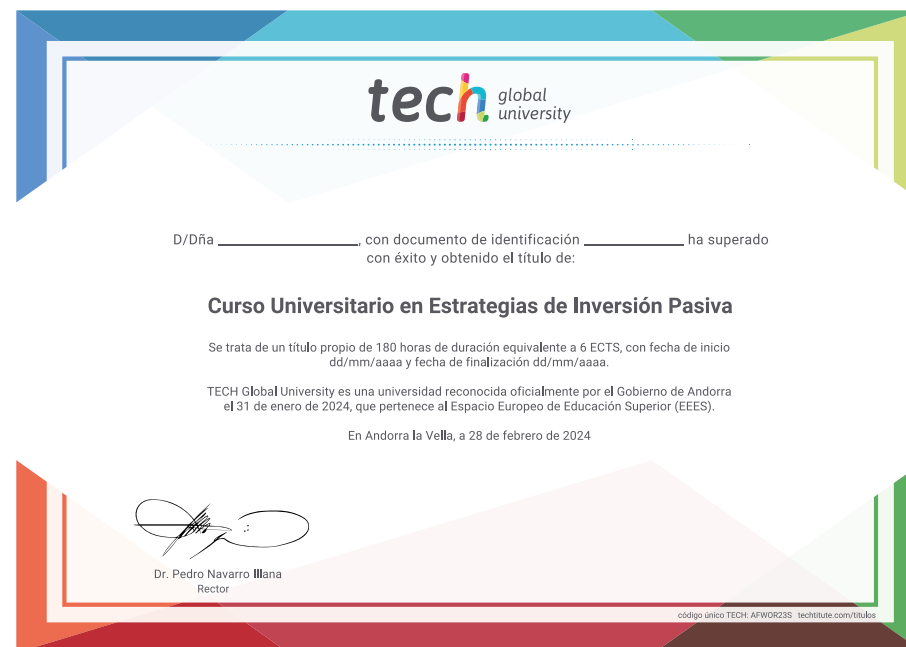 tech global university
D/Dña ____________________, con documento de identificación ______________ ha superado
con éxito y obtenido el título de:
Curso Universitario en Estrategias de Inversión Pasiva
Se trata de un título propio de 180 horas de duración equivalente a 6 ECTS, con fecha de inicio
dd/mm/aaaa y fecha de finalización dd/mm/aaaa.
TECH Global University es una universidad reconocida oficialmente por el Gobierno de Andorra
el 31 de enero de 2024, que pertenece al Espacio Europeo de Educación Superior (EEES).
En Andorra la Vella, a 28 de febrero de 2024
Dr. Pedro Navarro Illana
Rector
código único TECH: AFWOR23S techtitute.com/titulos